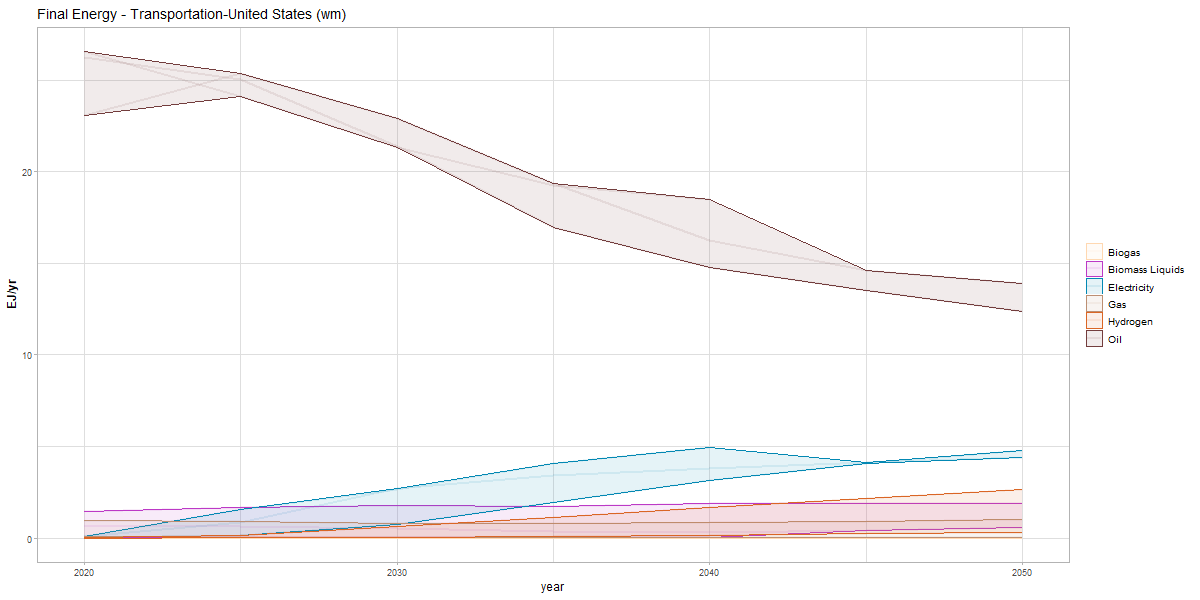 Final Energy - Transportation-United States (wm)
EJ/yr
20
10
0
2020
2030
2040
2050
year
Biogas
Biomass Liquids
Electricity
Gas
Hydrogen
Oil